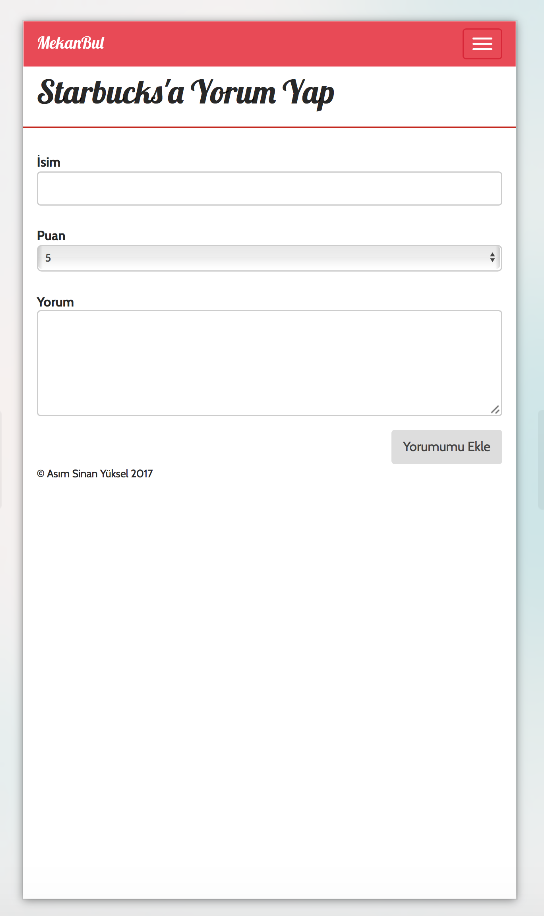 MekanBul
Starbucks'a Yorum Yap
İsim
Puan
5
Yorum
Yorumumu Ekle
© Asım Sinan Yüksel 2017